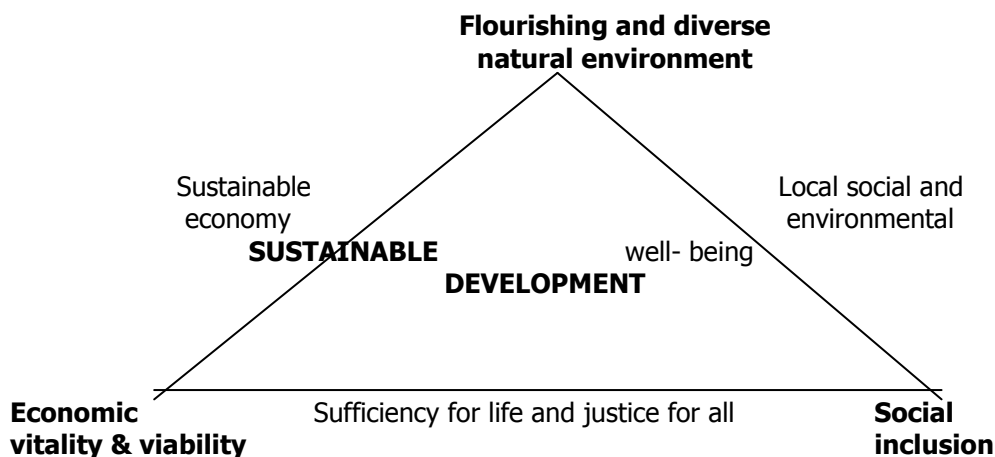 Flourishing and diverse
natural environment
Sustainable
economy
Local social and
environmental
SUSTAINABLE
well- being
DEVELOPMENT
Economic
vitality & viability
Sufficiency for life and justice for all
Social
inclusion